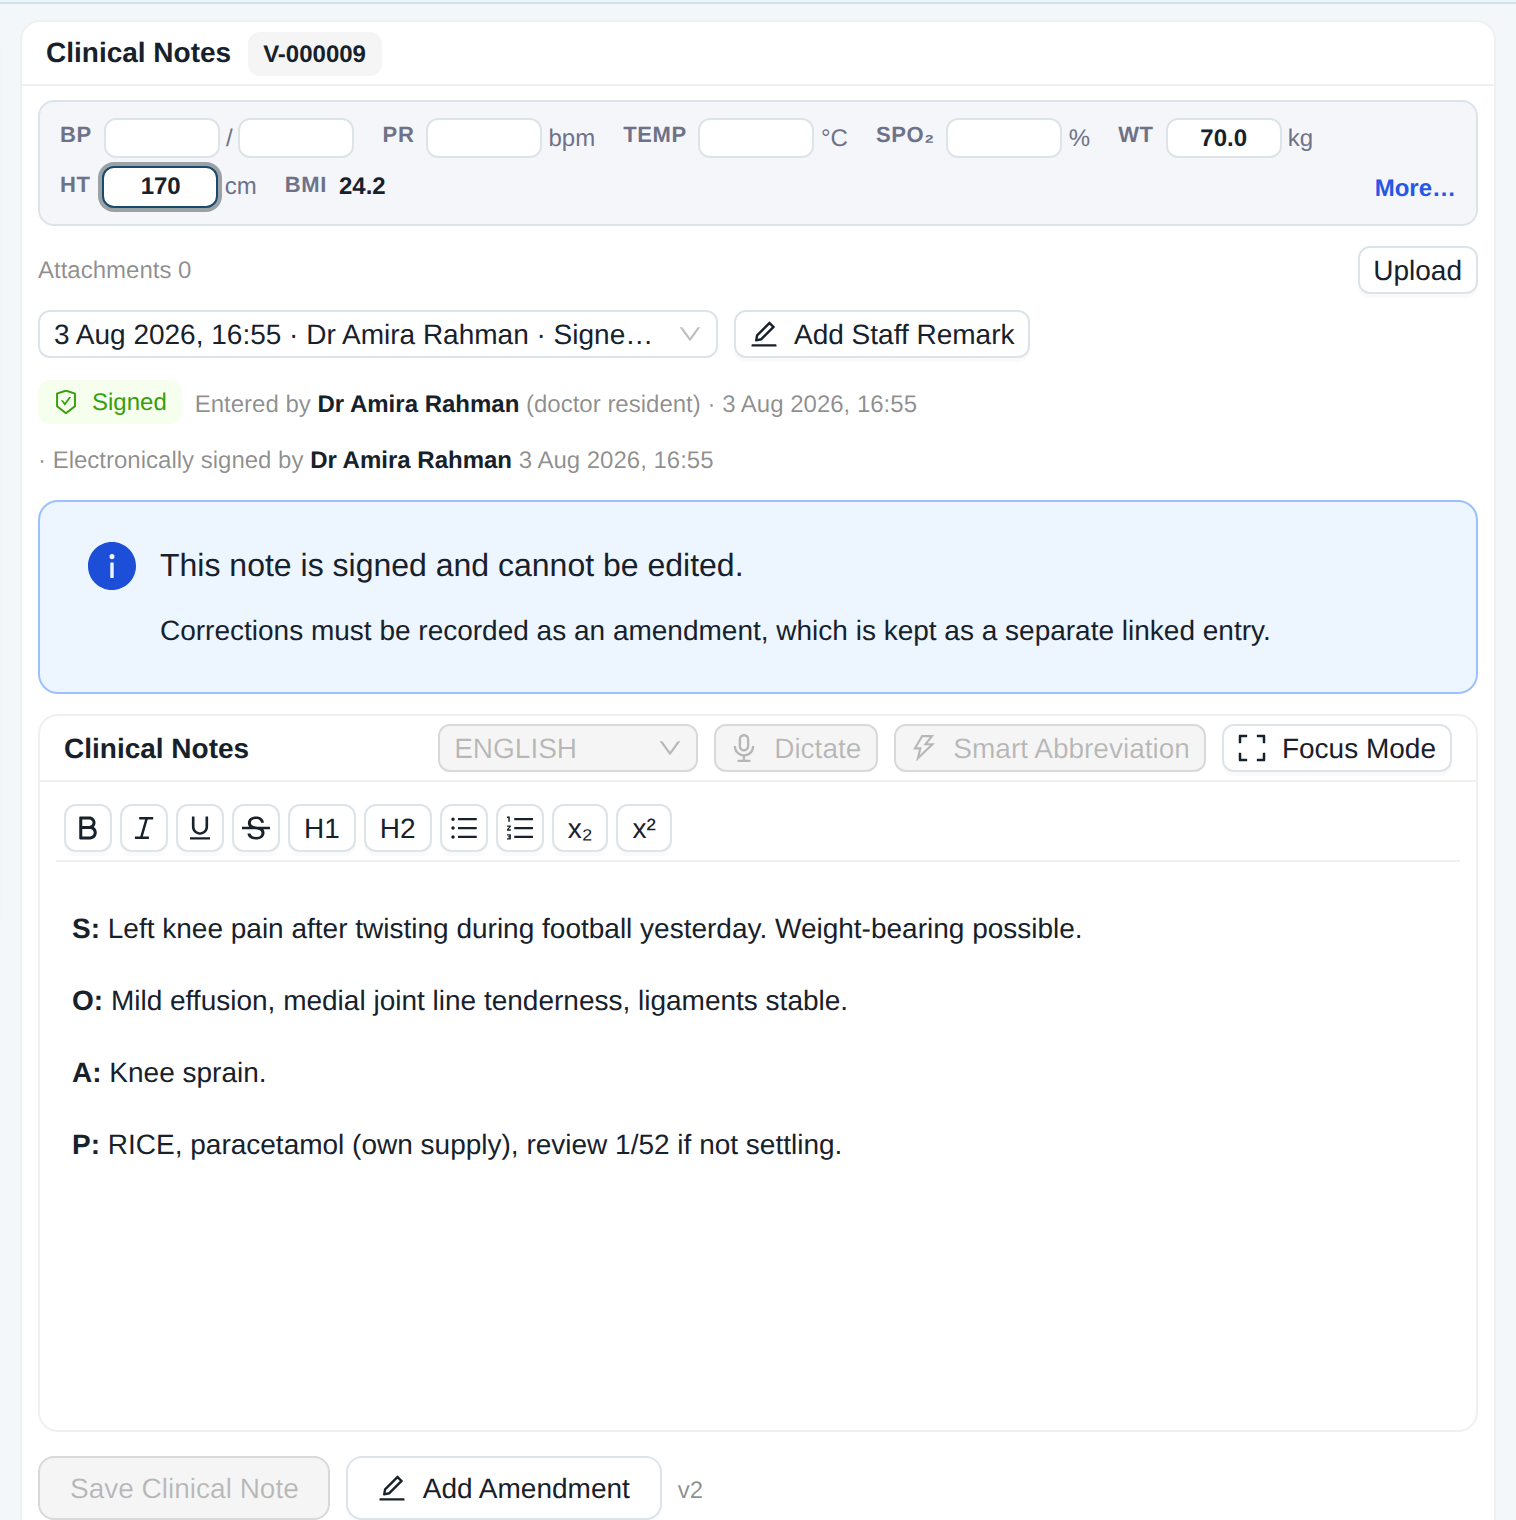 Clinical Notes V-000009
BP / PR bpm TEMP °C SPO₂ % WT 70.0 kg
HT 170 cm BMI 24.2 More…
Attachments 0 Upload
3 Aug 2026, 16:55 · Dr Amira Rahman · Signe… Add Staff Remark
Signed Entered by Dr Amira Rahman (doctor resident) · 3 Aug 2026, 16:55
· Electronically signed by Dr Amira Rahman 3 Aug 2026, 16:55
This note is signed and cannot be edited.
Corrections must be recorded as an amendment, which is kept as a separate linked entry.
Clinical Notes ENGLISH Dictate Smart Abbreviation Focus Mode
B I U S H1 H2 x₂ x²
S: Left knee pain after twisting during football yesterday. Weight-bearing possible.
O: Mild effusion, medial joint line tenderness, ligaments stable.
A: Knee sprain.
P: RICE, paracetamol (own supply), review 1/52 if not settling.
Save Clinical Note Add Amendment v2